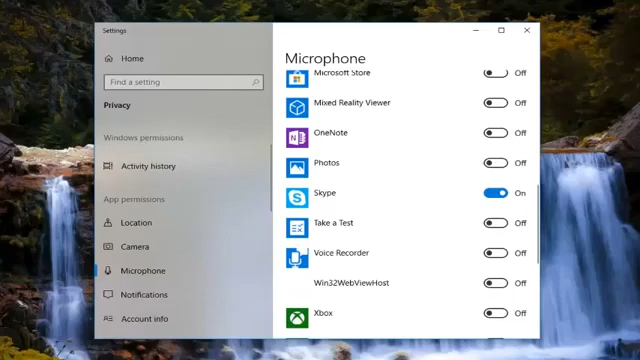 Settings
Home
Find a setting
Privacy
Windows permissions
Activity history
App permissions
Location
Camera
Microphone
Notifications
Account info
Microphone
Microsoft Store Off
Mixed Reality Viewer Off
OneNote Off
Photos Off
Skype On
Take a Test Off
Voice Recorder Off
Win32WebViewHost Off
Xbox Off